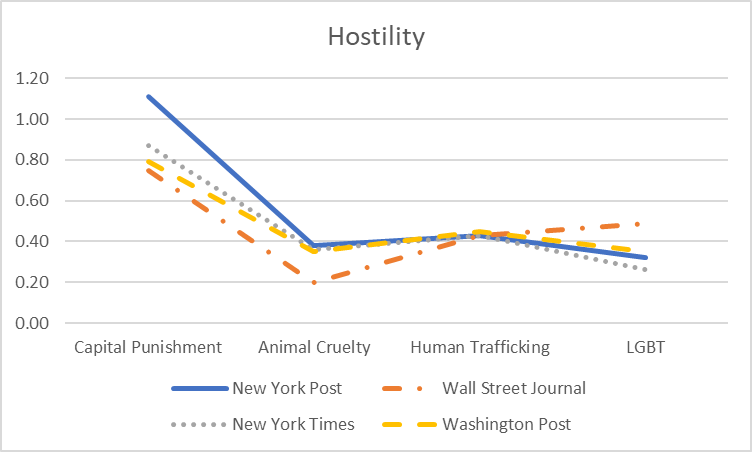 Hostility
1.20
1.00
0.80
0.60
0.40
0.20
0.00
Capital Punishment Animal Cruelty Human Trafficking LGBT
New York Post Wall Street Journal
New York Times Washington Post